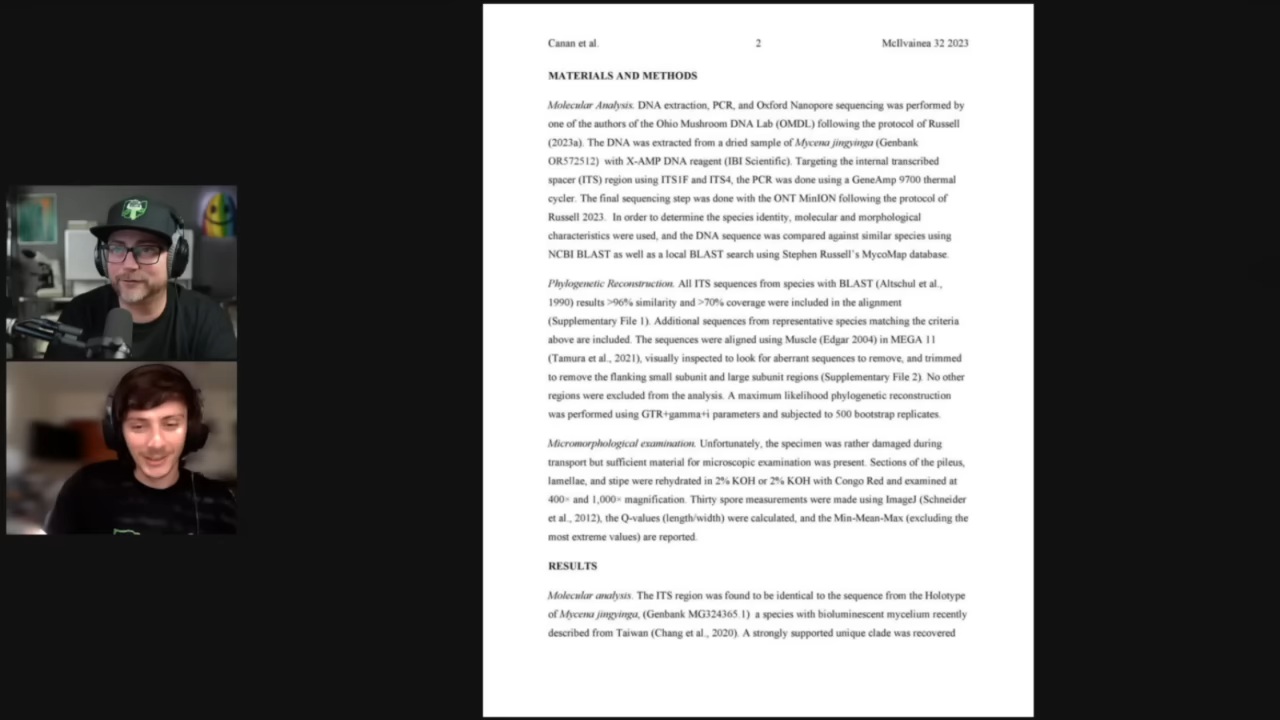 Canan et al.
2
McIlvainea 32 2023
MATERIALS AND METHODS
Molecular Analysis. DNA extraction, PCR, and Oxford Nanopore sequencing was performed by
one of the authors of the Ohio Mushroom DNA Lab (OMDL) following the protocol of Russell
(2023a). The DNA was extracted from a dried sample of Mycena jingyinga (Genbank
OR572512)  with X-AMP DNA reagent (IBI Scientific). Targeting the internal transcribed
spacer (ITS) region using ITS1F and ITS4, the PCR was done using a GeneAmp 9700 thermal
cycler. The final sequencing step was done with the ONT MinION following the protocol of
Russell 2023.  In order to determine the species identity, molecular and morphological
characteristics were used, and the DNA sequence was compared against similar species using
NCBI BLAST as well as a local BLAST search using Stephen Russell's MycoMap database.
Phylogenetic Reconstruction. All ITS sequences from species with BLAST (Altschul et al.,
1990) results >96% similarity and >70% coverage were included in the alignment
(Supplementary File 1). Additional sequences from representative species matching the criteria
above are included. The sequences were aligned using Muscle (Edgar 2004) in MEGA 11
(Tamura et al., 2021), visually inspected to look for aberrant sequences to remove, and trimmed
to remove the flanking small subunit and large subunit regions (Supplementary File 2). No other
regions were excluded from the analysis. A maximum likelihood phylogenetic reconstruction
was performed using GTR+gamma+i parameters and subjected to 500 bootstrap replicates.
Micromorphological examination. Unfortunately, the specimen was rather damaged during
transport but sufficient material for microscopic examination was present. Sections of the pileus,
lamellae, and stipe were rehydrated in 2% KOH or 2% KOH with Congo Red and examined at
400× and 1,000× magnification. Thirty spore measurements were made using ImageJ (Schneider
et al., 2012), the Q-values (length/width) were calculated, and the Min-Mean-Max (excluding the
most extreme values) are reported.
RESULTS
Molecular analysis. The ITS region was found to be identical to the sequence from the Holotype
of Mycena jingyinga, (Genbank MG324365.1)  a species with bioluminescent mycelium recently
described from Taiwan (Chang et al., 2020). A strongly supported unique clade was recovered